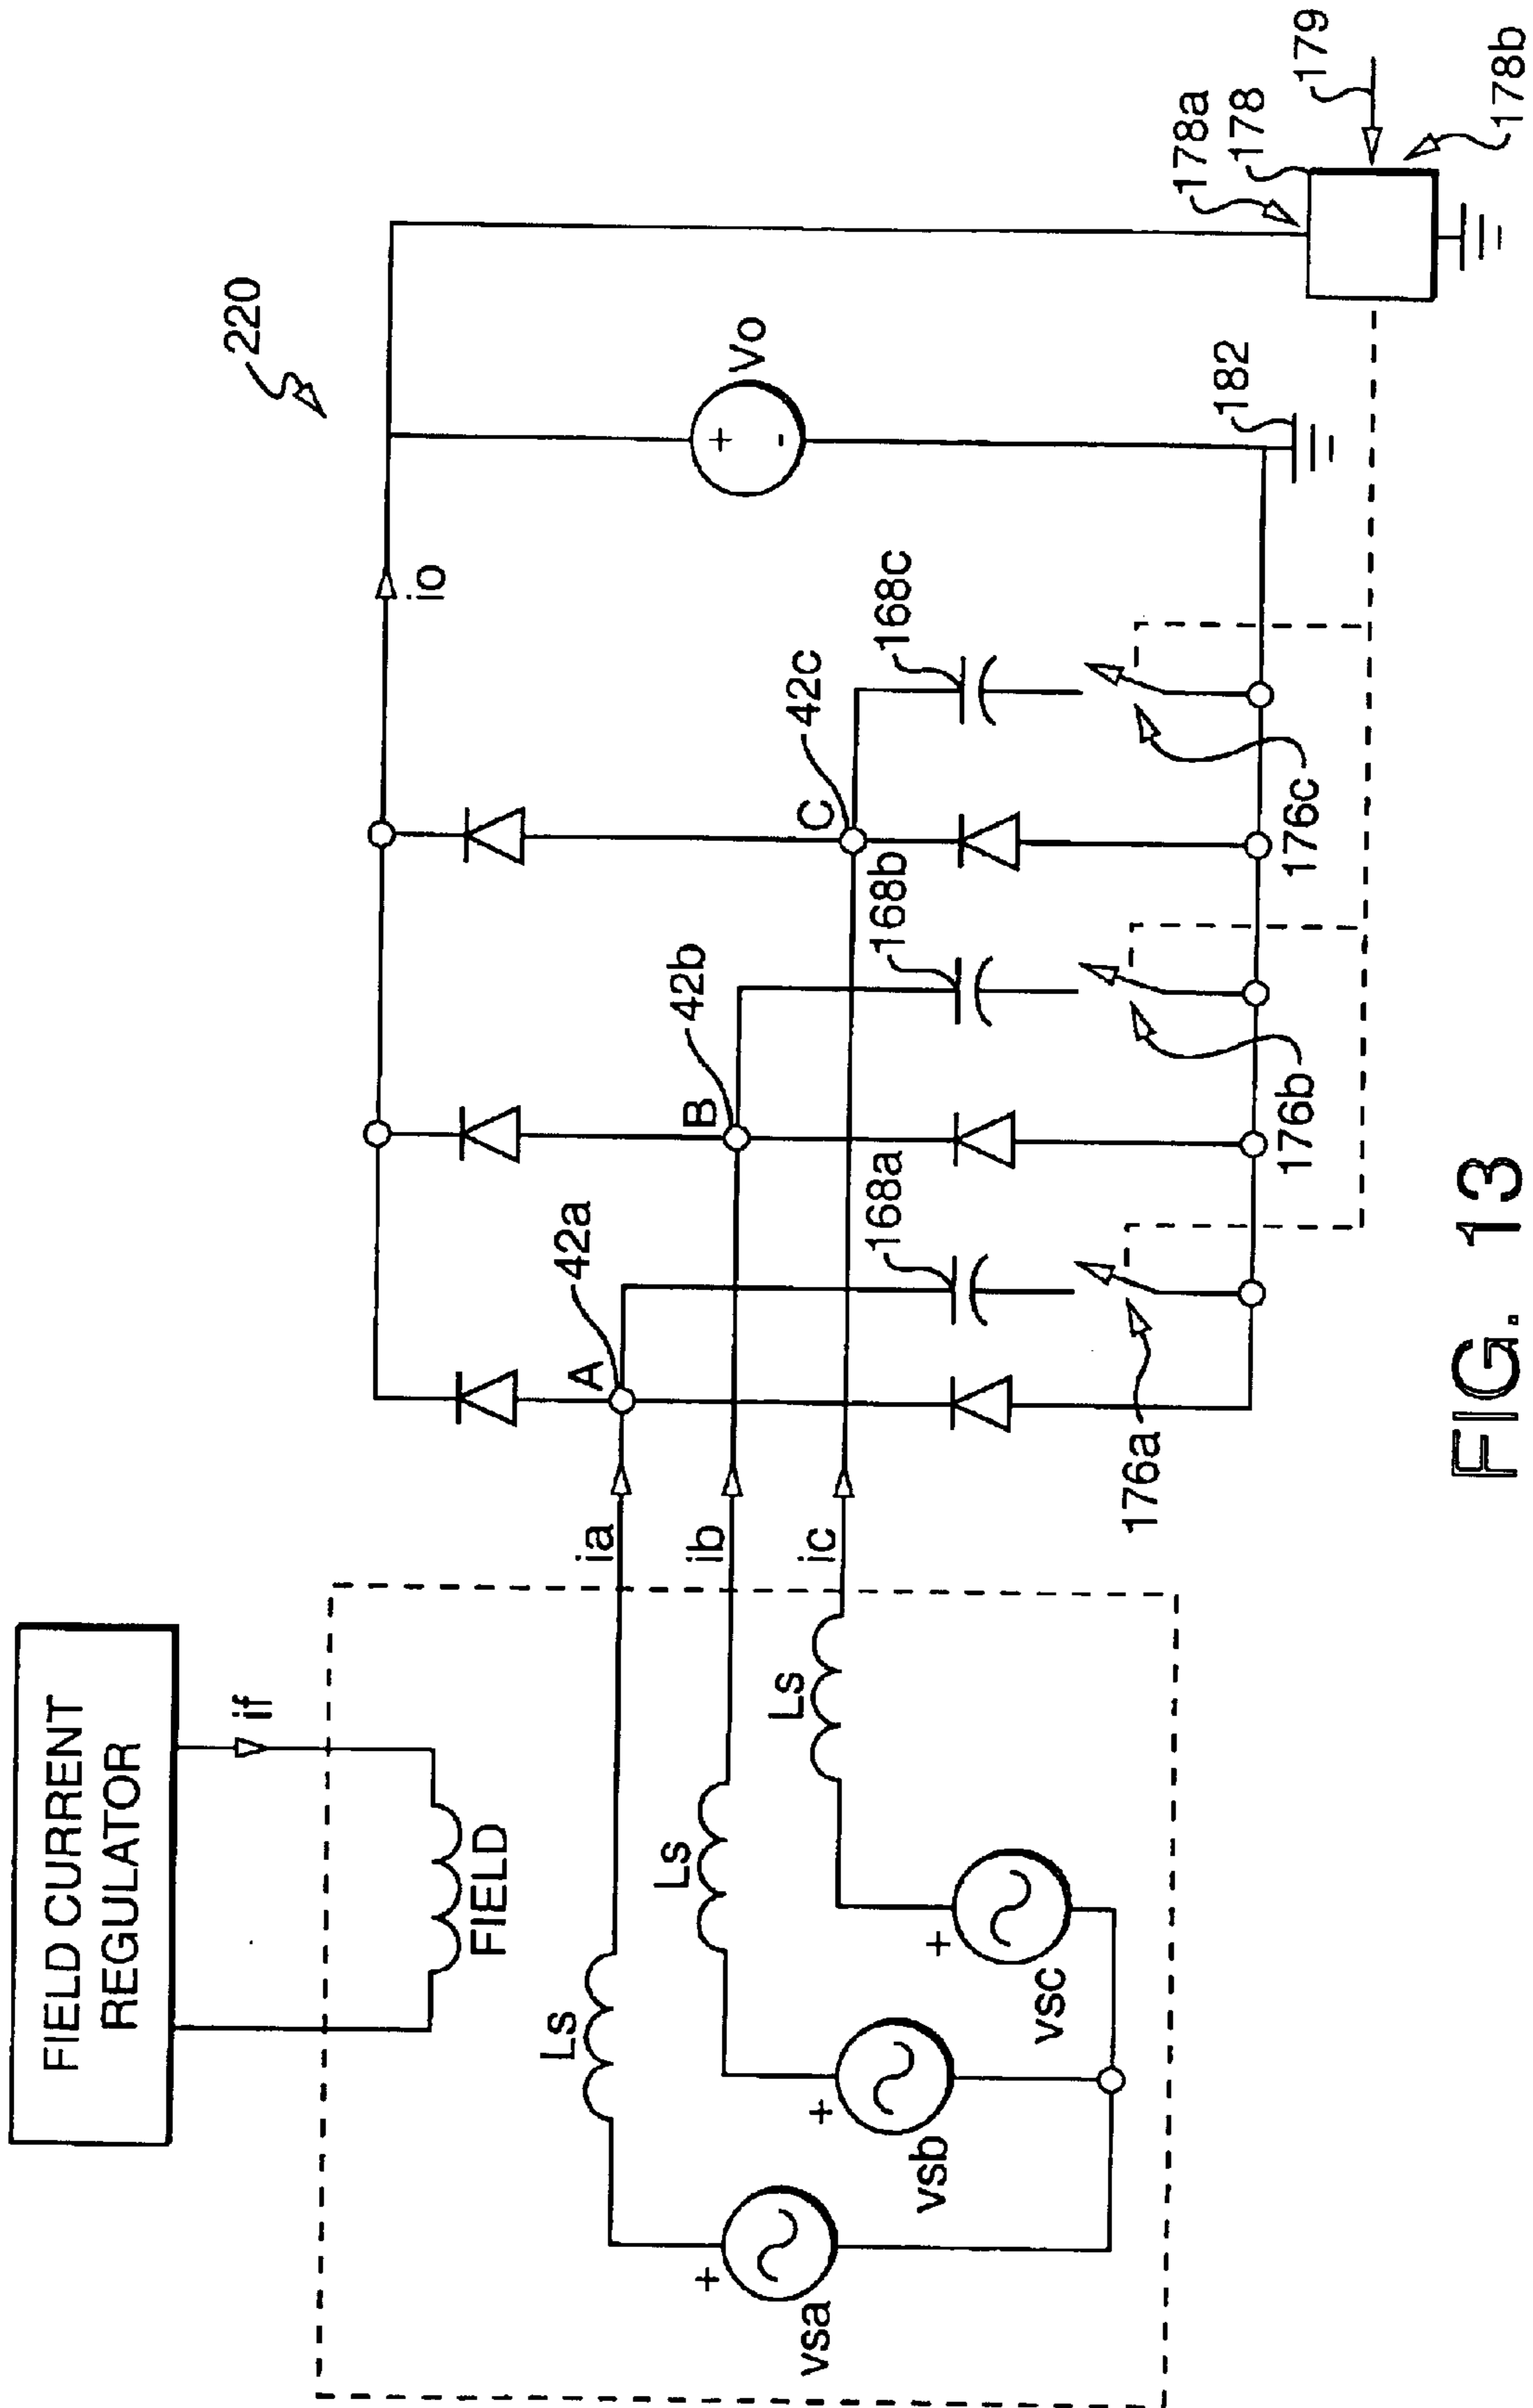 FIELD CURRENT
REGULATOR
if
FIELD
220
io
Ls
ia
A
42a
Ls
ib
B
42b
Ls
ic
C
42c
+
vsa
+
vsb
+
vsc
168a
168b
168c
+
-
Vo
176a
176b
176c
182
178a
178
179
178b
FIG. 13